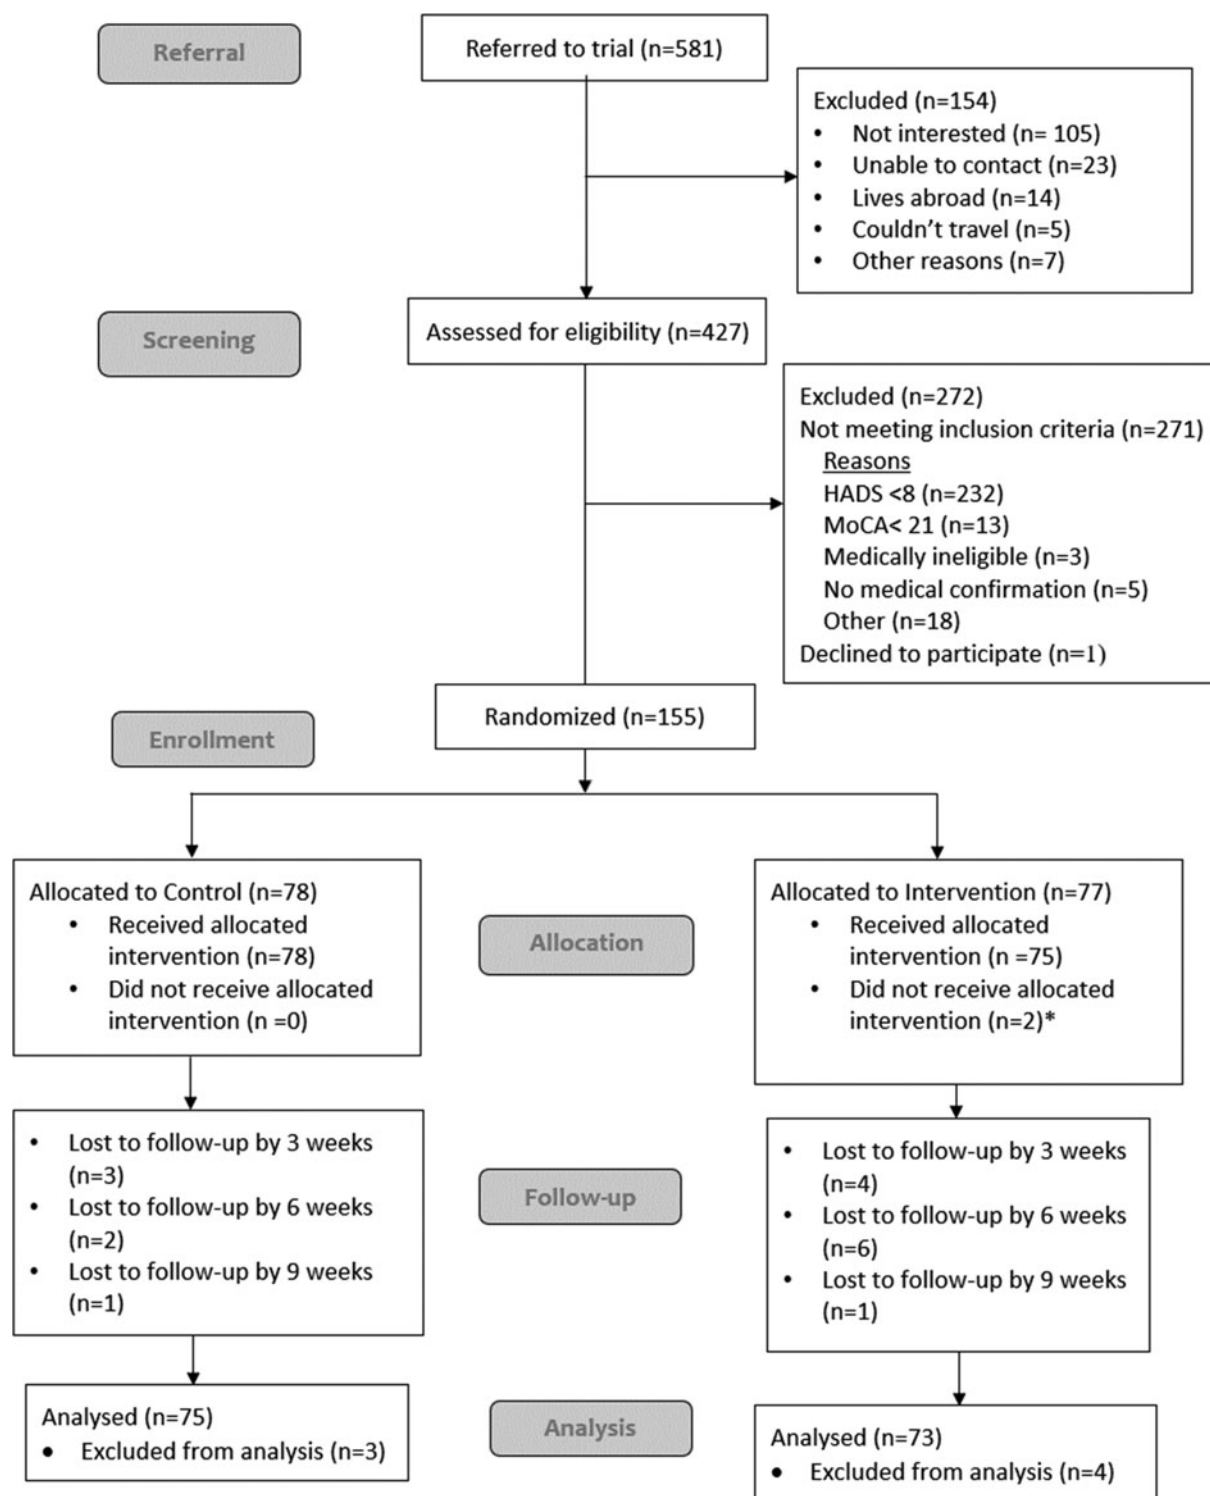 Referral
Referred to trial (n=581)
Excluded (n=154)
• Not interested (n= 105)
• Unable to contact (n=23)
• Lives abroad (n=14)
• Couldn't travel (n=5)
• Other reasons (n=7)
Screening
Assessed for eligibility (n=427)
Excluded (n=272)
Not meeting inclusion criteria (n=271)
Reasons
HADS <8 (n=232)
MoCA< 21 (n=13)
Medically ineligible (n=3)
No medical confirmation (n=5)
Other (n=18)
Declined to participate (n=1)
Randomized (n=155)
Enrollment
Allocated to Control (n=78)
• Received allocated
intervention (n=78)
• Did not receive allocated
intervention (n =0)
Allocation
Allocated to Intervention (n=77)
• Received allocated
intervention (n =75)
• Did not receive allocated
intervention (n=2)*
• Lost to follow-up by 3 weeks
(n=3)
• Lost to follow-up by 6 weeks
(n=2)
• Lost to follow-up by 9 weeks
(n=1)
Follow-up
• Lost to follow-up by 3 weeks
(n=4)
• Lost to follow-up by 6 weeks
(n=6)
• Lost to follow-up by 9 weeks
(n=1)
Analysed (n=75)
• Excluded from analysis (n=3)
Analysis
Analysed (n=73)
• Excluded from analysis (n=4)